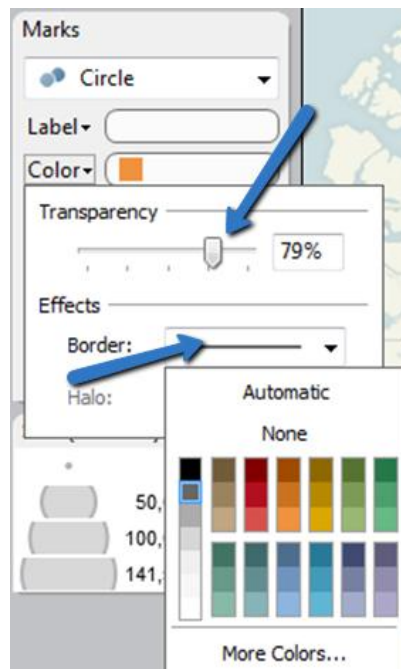 Marks
Circle
Label
Color
Transparency
79%
Effects
Border:
Halo:
Automatic
None
50,
100,
141,
More Colors...